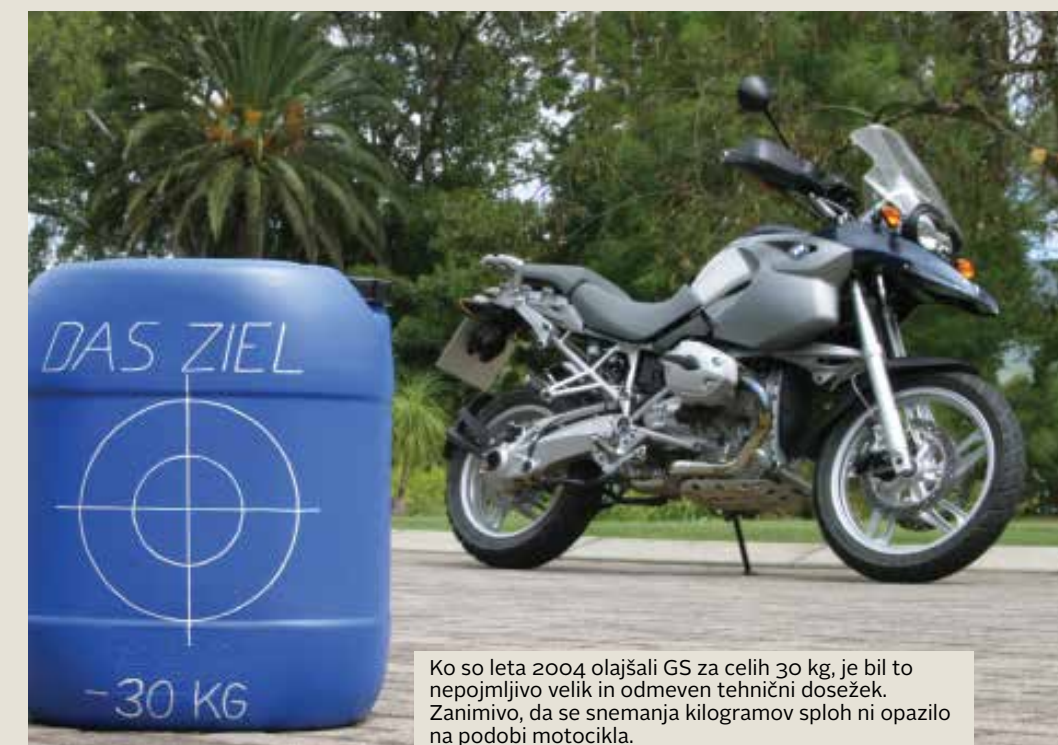 DAS ZIEL
-30 KG
Ko so leta 2004 olajšali GS za celih 30 kg, je bil to
nepojmljivo velik in odmeven tehnični dosežek.
Zanimivo, da se snemanja kilogramov sploh ni opazilo
na podobi motocikla.